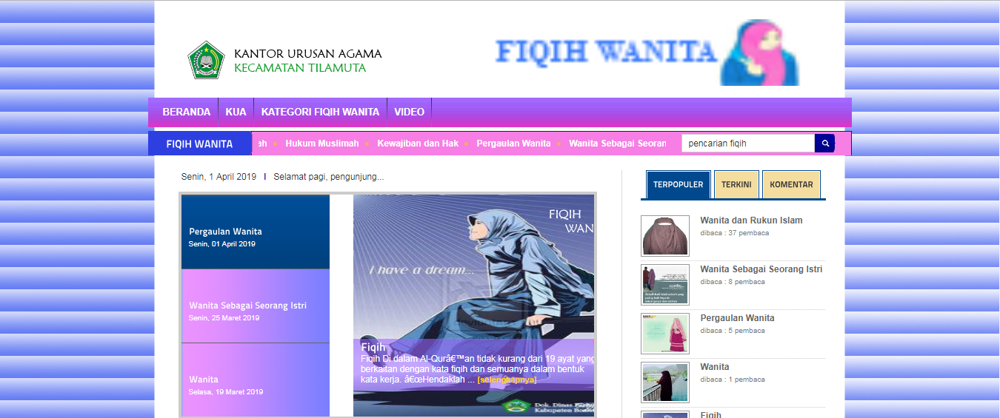 KANTOR URUSAN AGAMA
KECAMATAN TILAMUTA
FIQIH WANITA
BERANDA KUA KATEGORI FIQIH WANITA VIDEO
FIQIH WANITA
ah Hukum Muslimah Kewajiban dan Hak Pergaulan Wanita Wanita Sebagai Seoran
pencarian fiqih
Senin, 1 April 2019 I Selamat pagi, pengunjung...
TERPOPULER TERKINI KOMENTAR
Pergaulan Wanita
Senin, 01 April 2019
Wanita Sebagai Seorang Istri
Senin, 25 Maret 2019
Wanita
Selasa, 19 Maret 2019
FIQIH
WAN
I have a dream...
Fiqih
Fiqih Di dalam Al-Qurâ€™an tidak kurang dari 19 ayat yang
berkaitan dengan kata fiqih dan semuanya dalam bentuk
kata kerja. â€œHendaklah ... [selengkapnya]
Dok. Dinas
Kabupaten
Wanita dan Rukun Islam
dibaca : 37 pembaca
Wanita Sebagai Seorang Istri
dibaca : 8 pembaca
Pergaulan Wanita
dibaca : 5 pembaca
Wanita
dibaca : 1 pembaca
Fiqih